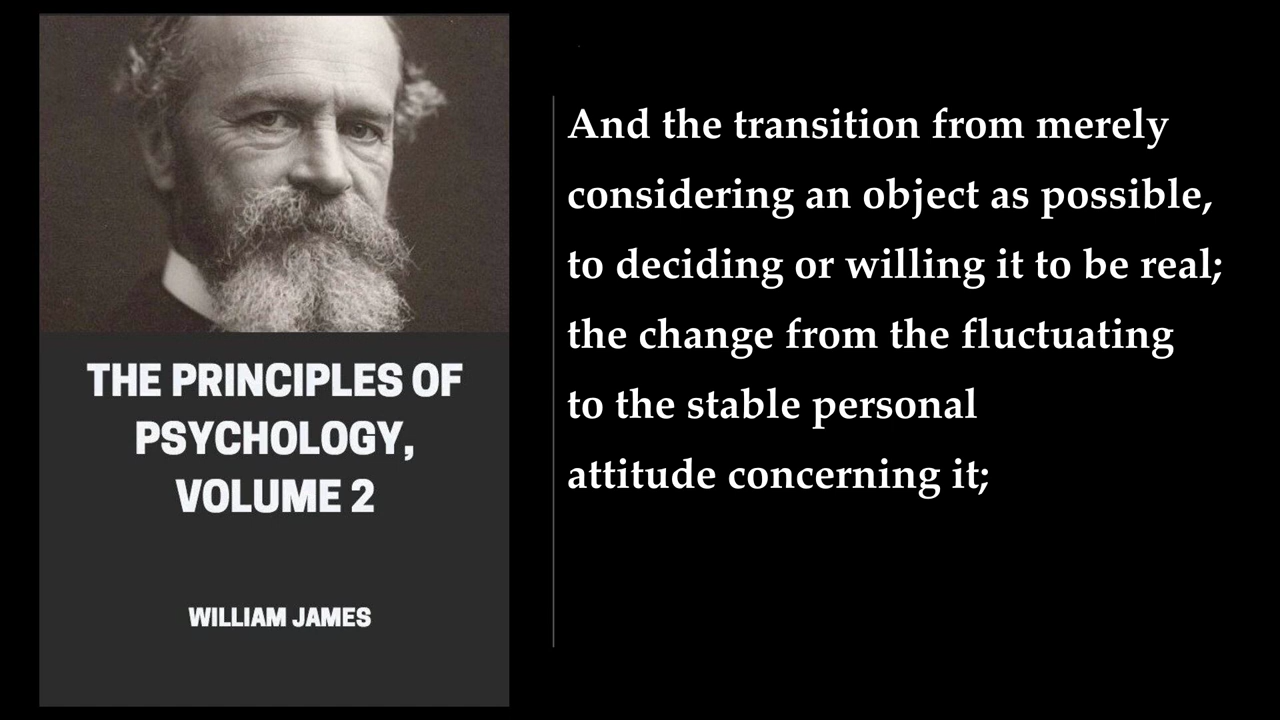 THE PRINCIPLES OF
PSYCHOLOGY,
VOLUME 2
WILLIAM JAMES
And the transition from merely
considering an object as possible,
to deciding or willing it to be real;
the change from the fluctuating
to the stable personal
attitude concerning it;